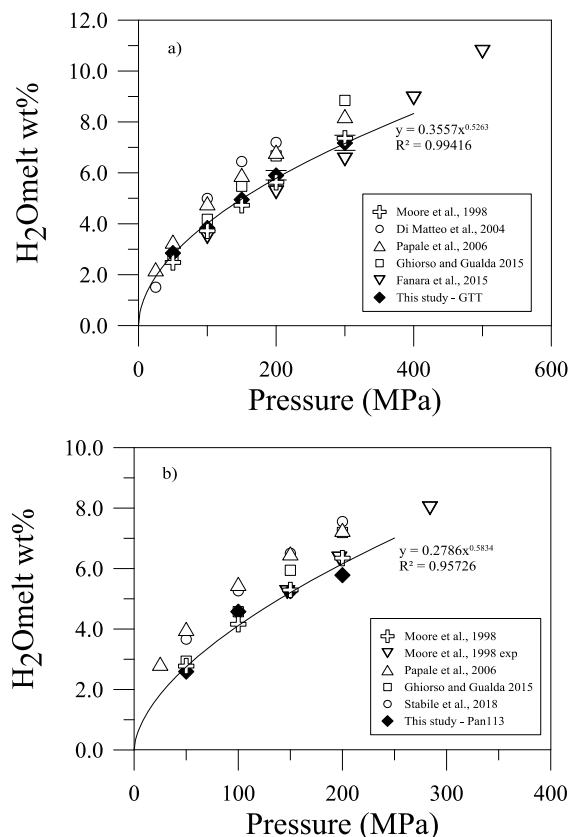 12.0
a)
10.0
8.0
6.0
4.0
2.0
0.0
H₂Omelt wt%
y = 0.3557x^0.5263
R² = 0.99416
Moore et al., 1998
Di Matteo et al., 2004
Papale et al., 2006
Ghiorso and Gualda 2015
Fanara et al., 2015
This study - GTT
0 200 400 600
Pressure (MPa)
10.0
b)
8.0
6.0
4.0
2.0
0.0
H₂Omelt wt%
y = 0.2786x^0.5834
R² = 0.95726
Moore et al., 1998
Moore et al., 1998 exp
Papale et al., 2006
Ghiorso and Gualda 2015
Stabile et al., 2018
This study - Pan113
0 100 200 300 400
Pressure (MPa)